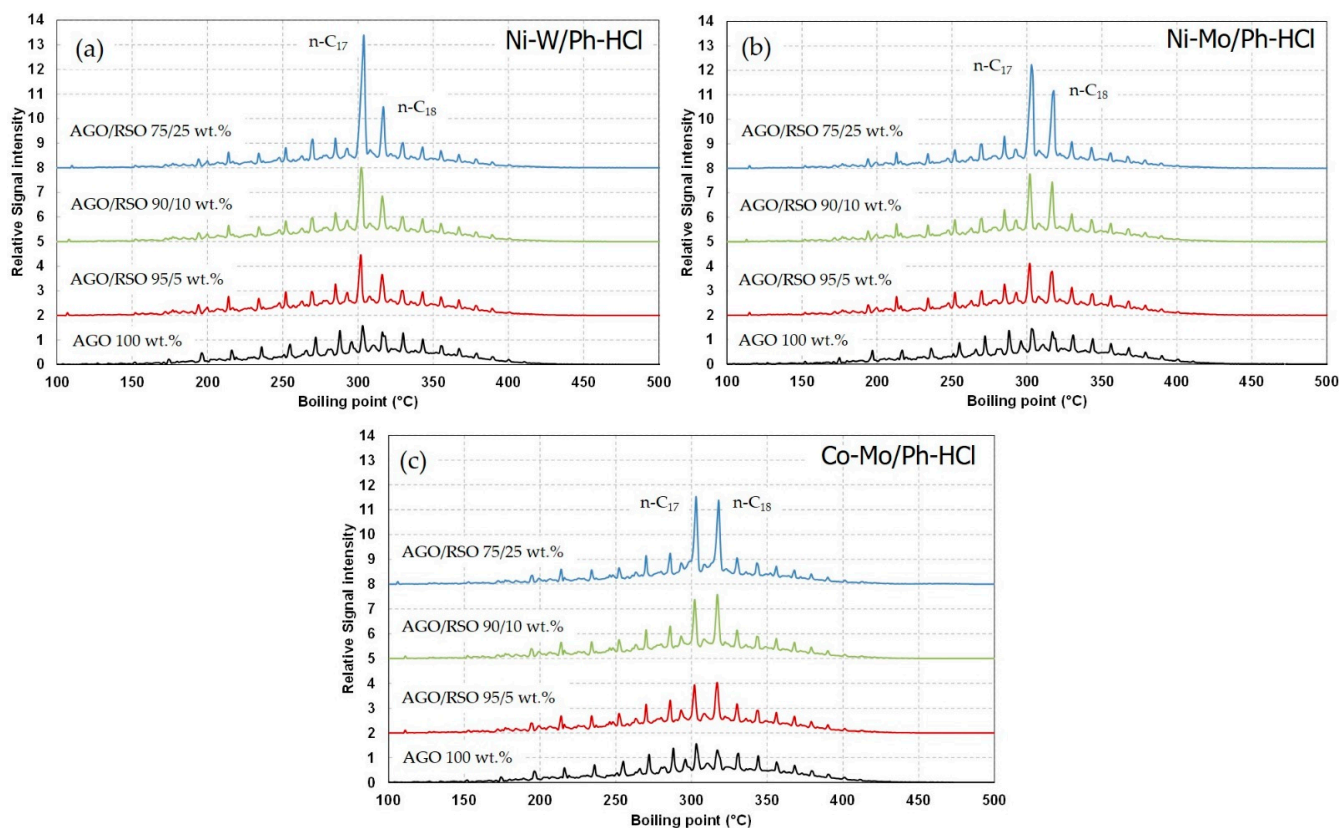 (a)
Ni-W/Ph-HCl
n-C₁₇
n-C₁₈
AGO/RSO 75/25 wt.%
AGO/RSO 90/10 wt.%
AGO/RSO 95/5 wt.%
AGO 100 wt.%
Relative Signal intensity
14
13
12
11
10
9
8
7
6
5
4
3
2
1
0
100 150 200 250 300 350 400 450 500
Boiling point (°C)
(b)
Ni-Mo/Ph-HCl
n-C₁₇
n-C₁₈
AGO/RSO 75/25 wt.%
AGO/RSO 90/10 wt.%
AGO/RSO 95/5 wt.%
AGO 100 wt.%
Relative Signal intensity
14
13
12
11
10
9
8
7
6
5
4
3
2
1
0
100 150 200 250 300 350 400 450 500
Boiling point (°C)
(c)
Co-Mo/Ph-HCl
n-C₁₇
n-C₁₈
AGO/RSO 75/25 wt.%
AGO/RSO 90/10 wt.%
AGO/RSO 95/5 wt.%
AGO 100 wt.%
Relative Signal intensity
14
13
12
11
10
9
8
7
6
5
4
3
2
1
0
100 150 200 250 300 350 400 450 500
Boiling point (°C)